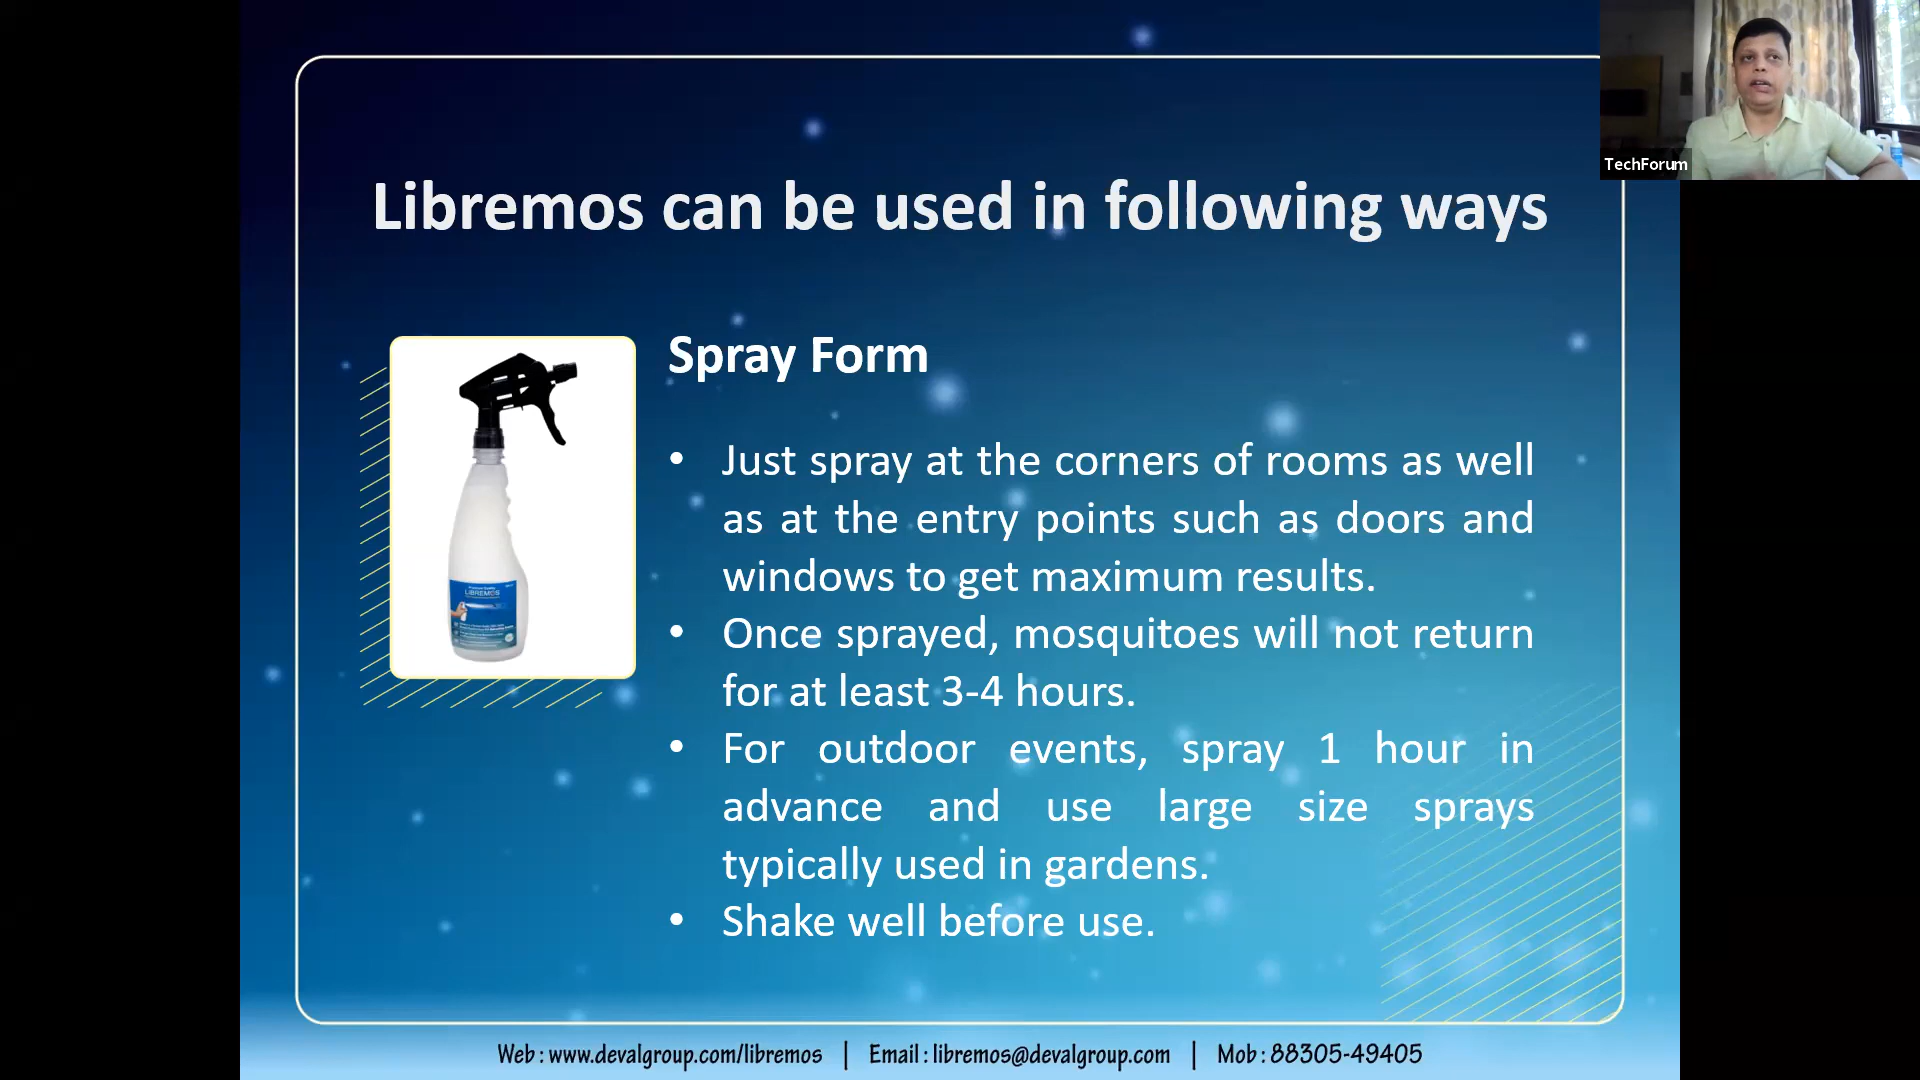 TechForum
Libremos can be used in following ways
LIBREMOS
Spray Form
• Just spray at the corners of rooms as well
as at the entry points such as doors and
windows to get maximum results.
• Once sprayed, mosquitoes will not return
for at least 3-4 hours.
• For outdoor events, spray 1 hour in
advance and use large size sprays
typically used in gardens.
• Shake well before use.
Web : www.devalgroup.com/libremos | Email : libremos@devalgroup.com | Mob : 88305-49405